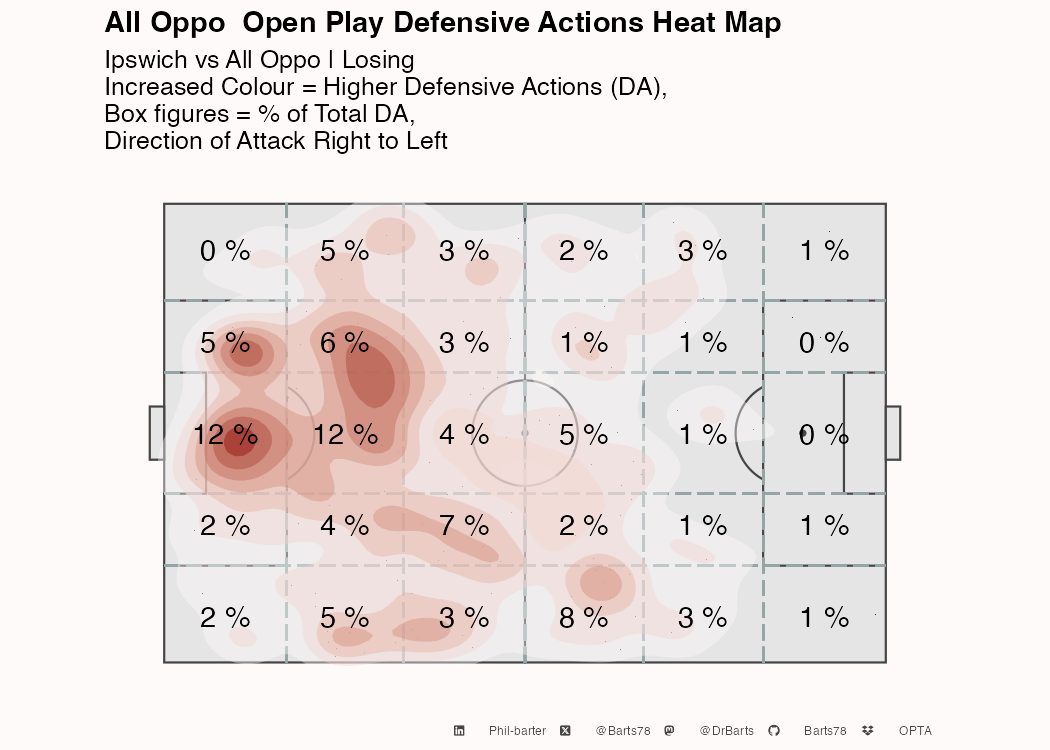 All Oppo  Open Play Defensive Actions Heat Map
Ipswich vs All Oppo | Losing
Increased Colour = Higher Defensive Actions (DA),
Box figures = % of Total DA,
Direction of Attack Right to Left
0 % 5 % 3 % 2 % 3 % 1 %
5 % 6 % 3 % 1 % 1 % 0 %
12 % 12 % 4 % 5 % 1 % 0 %
2 % 4 % 7 % 2 % 1 % 1 %
2 % 5 % 3 % 8 % 3 % 1 %
Phil-barter @Barts78 @DrBarts Barts78 OPTA